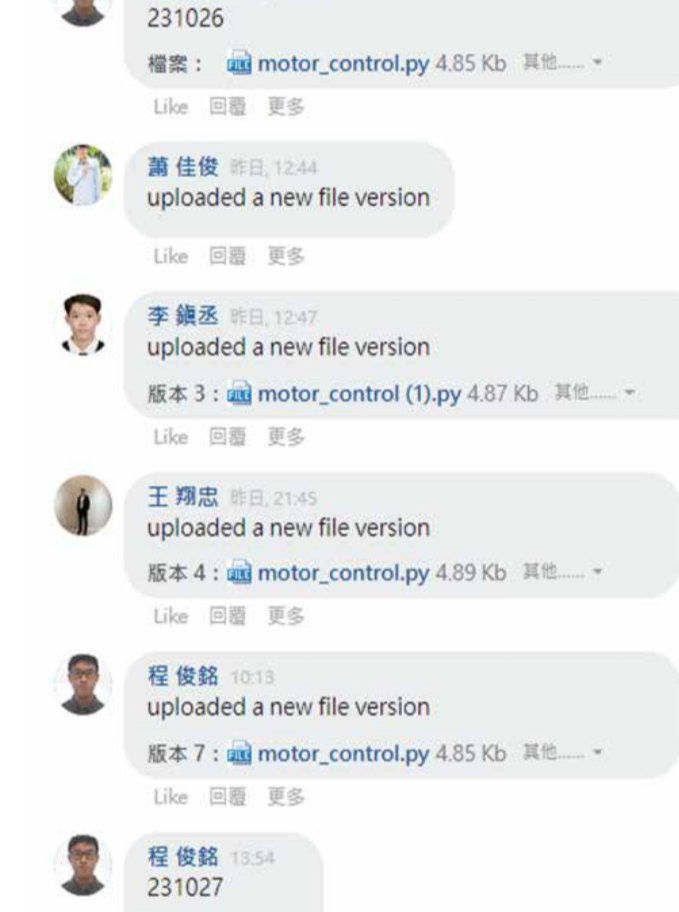 231026
檔案： FILE motor_control.py 4.85 Kb 其他......
Like 回覆 更多
蕭 佳俊 昨日, 12:44
uploaded a new file version
Like 回覆 更多
李 鎭丞 昨日, 12:47
uploaded a new file version
版本 3： FILE motor_control (1).py 4.87 Kb 其他......
Like 回覆 更多
王 翔忠 昨日, 21:45
uploaded a new file version
版本 4： FILE motor_control.py 4.89 Kb 其他......
Like 回覆 更多
程 俊銘 10:13
uploaded a new file version
版本 7： FILE motor_control.py 4.85 Kb 其他......
Like 回覆 更多
程 俊銘 13:54
231027